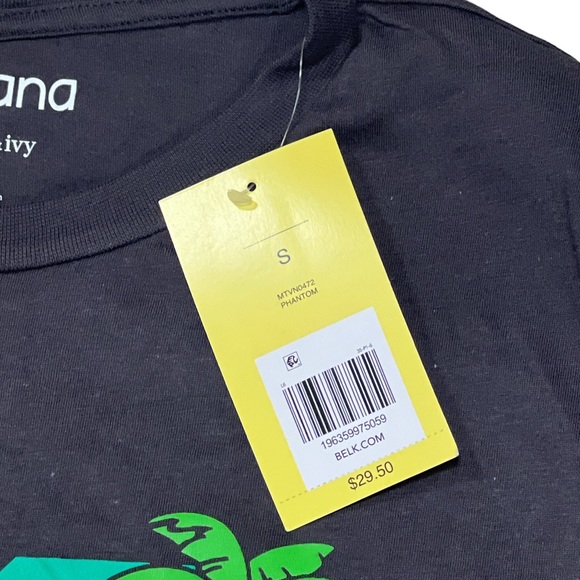 ana
& ivy
S
MTVN0472
PHANTOM
196359975059
BELK.COM
$29.50